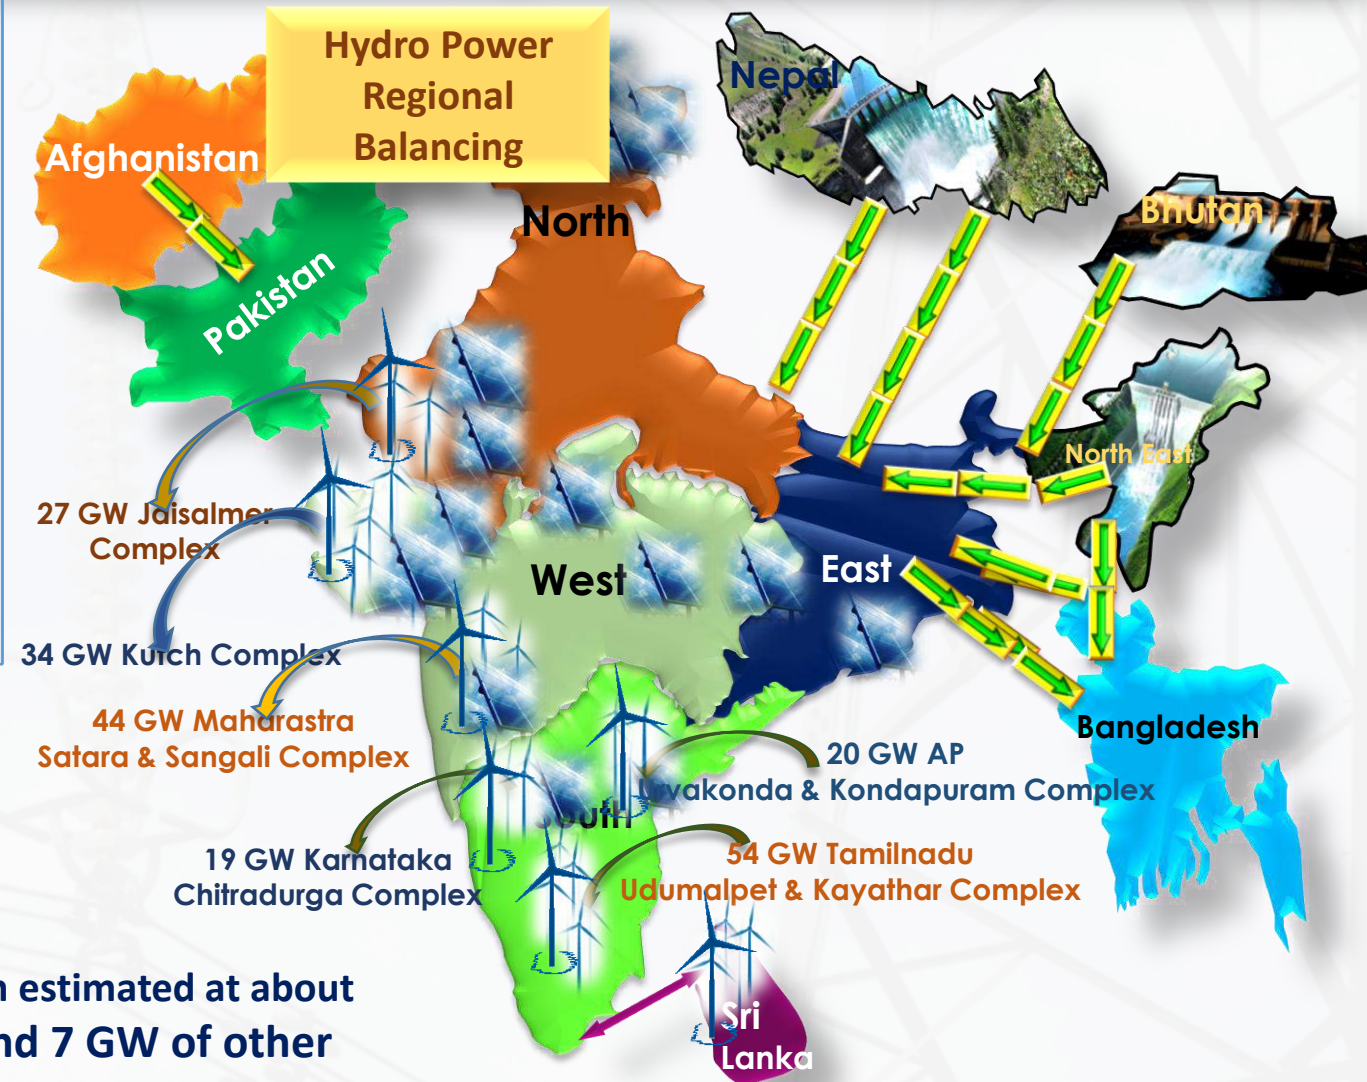 Hydro Power
Regional
Balancing
Nepal
Afghanistan
Bhutan
North
Pakistan
North East
27 GW Jaisalmer
Complex
West
East
34 GW Kutch Complex
44 GW Maharastra
Satara & Sangali Complex
Bangladesh
20 GW AP
Urvakonda & Kondapuram Complex
South
19 GW Karnataka
Chitradurga Complex
54 GW Tamilnadu
Udumalpet & Kayathar Complex
estimated at about
7 GW of other
Sri
Lanka